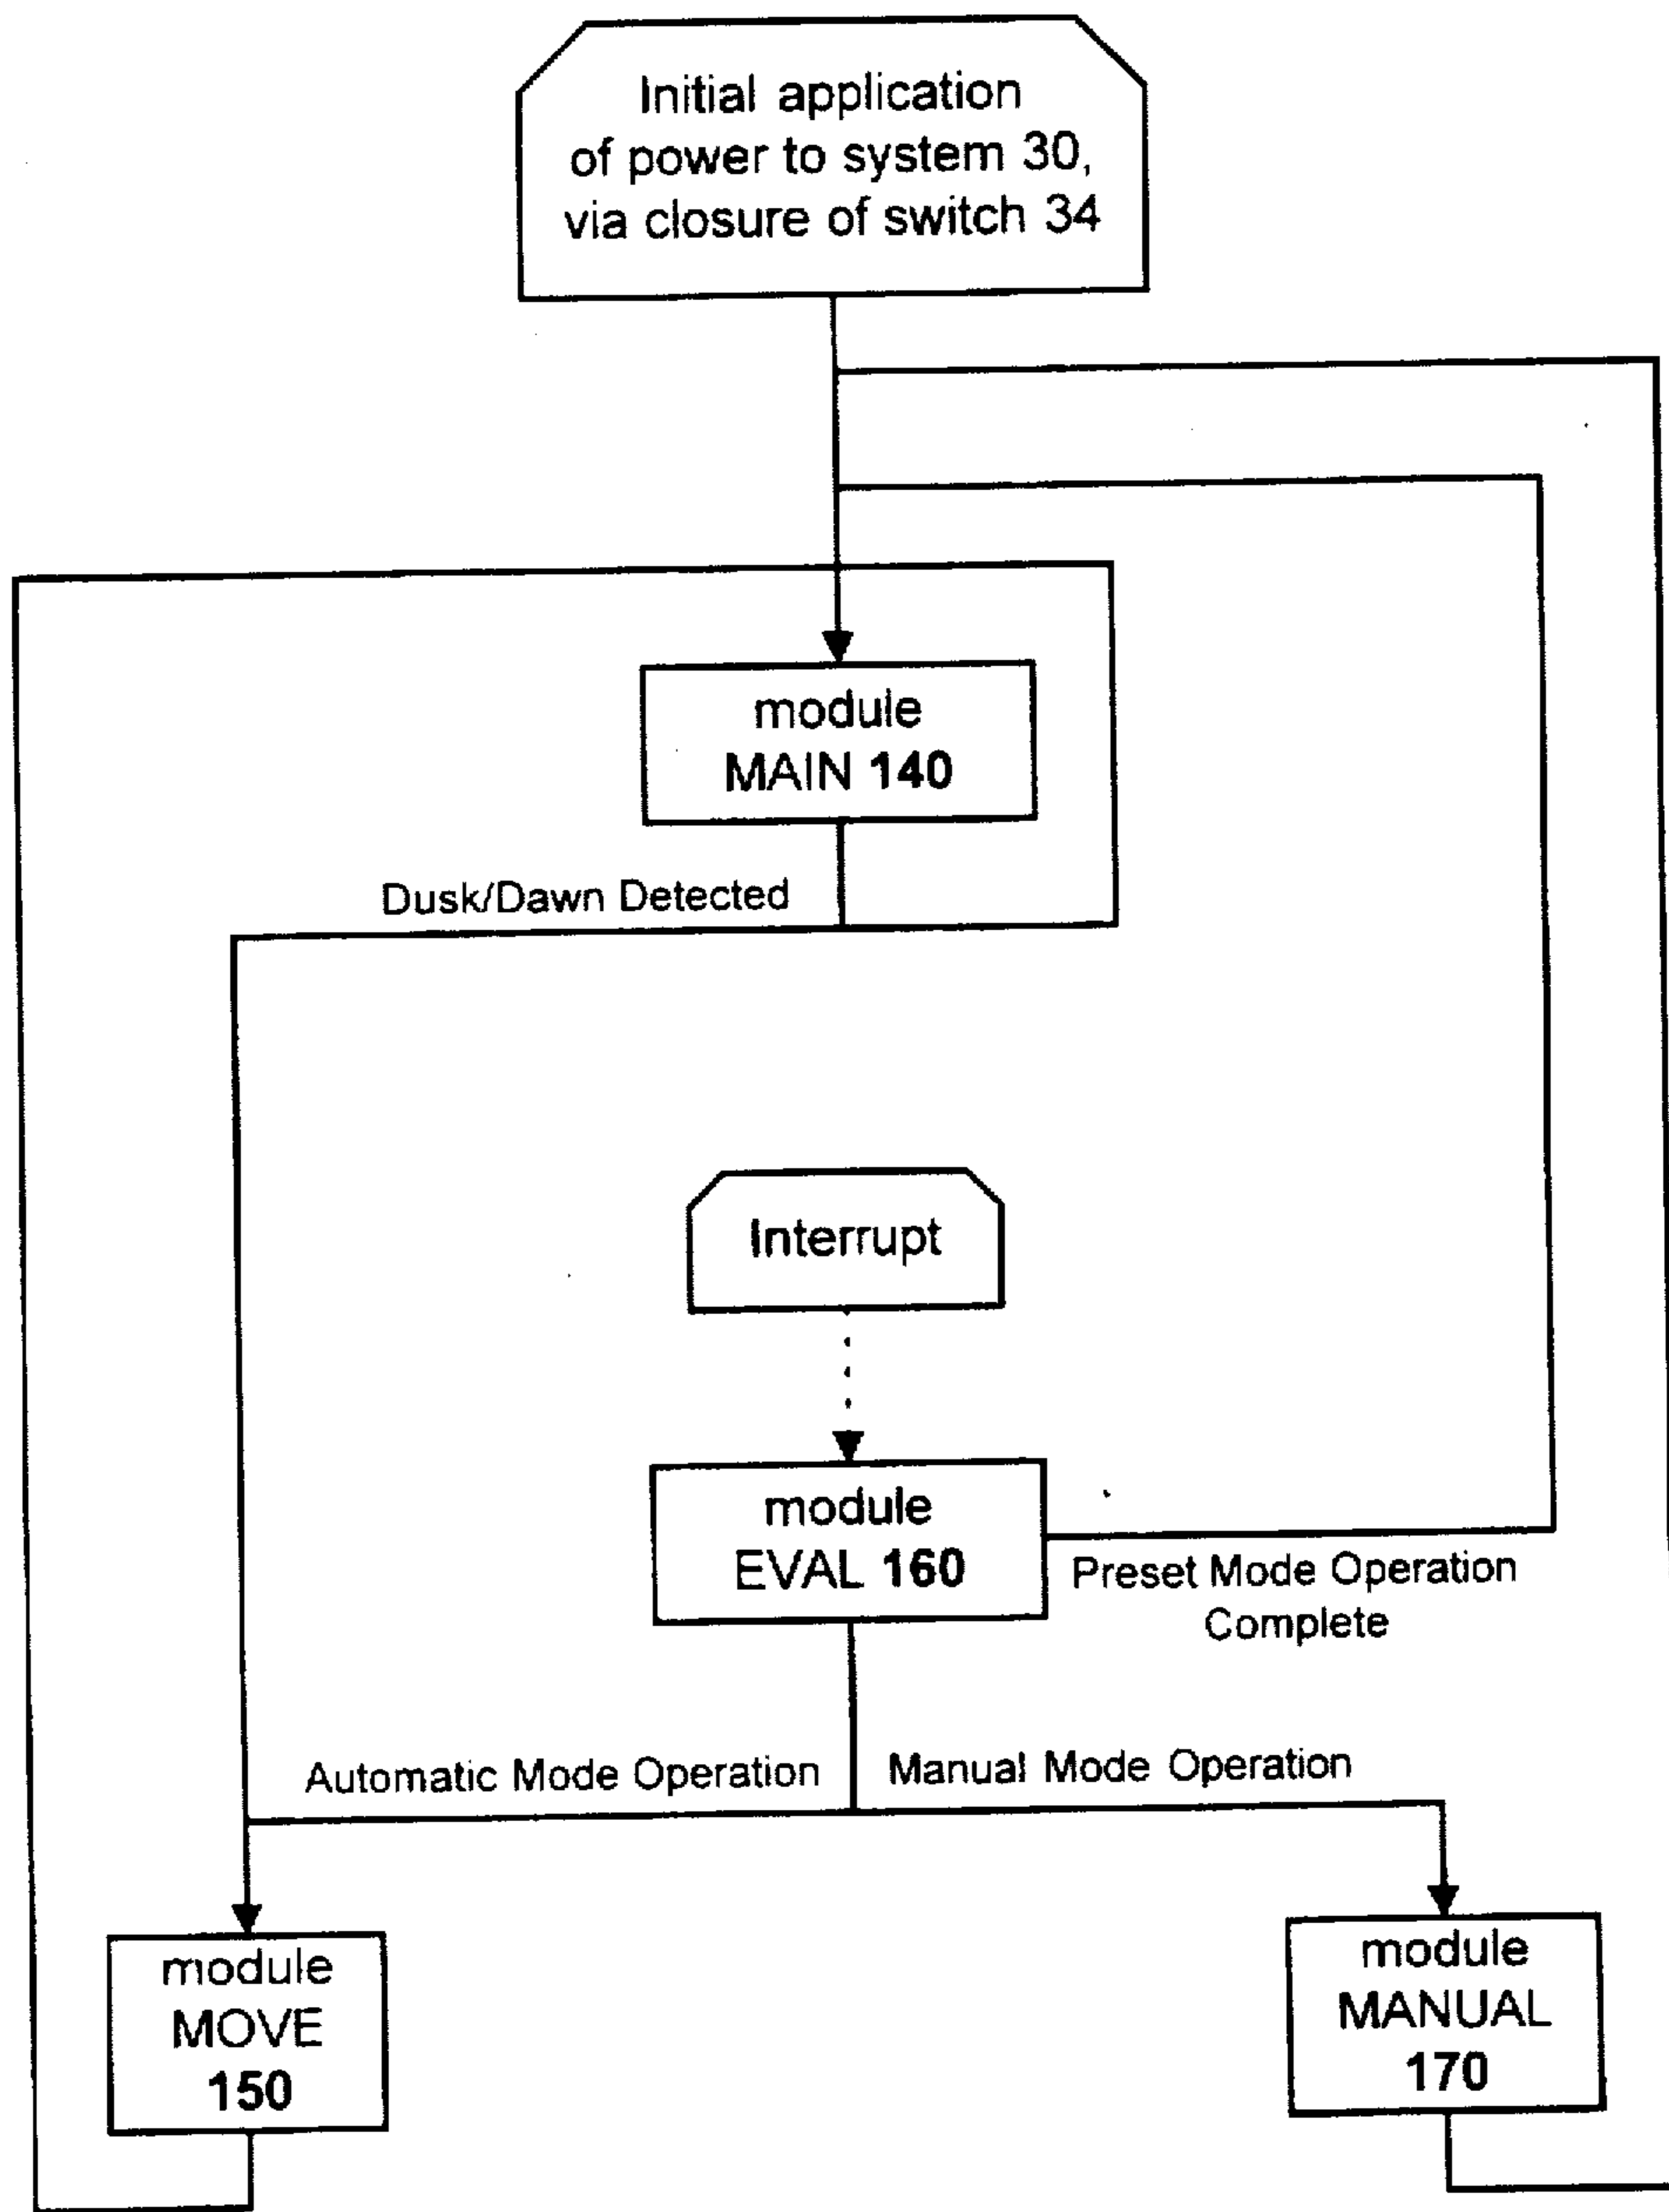 Initial application
of power to system 30,
via closure of switch 34
module
MAIN 140
Dusk/Dawn Detected
Interrupt
module
EVAL 160
Preset Mode Operation
Complete
Automatic Mode Operation
Manual Mode Operation
module
MOVE
150
module
MANUAL
170